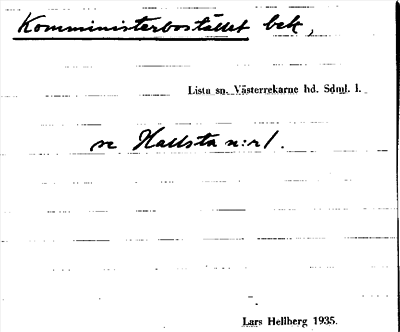 Komministerbostället bek,
Lista sn. Västerrekarne hd. Sdml. l.
se Hallsta n:r 1.
Lars Hellberg 1935.